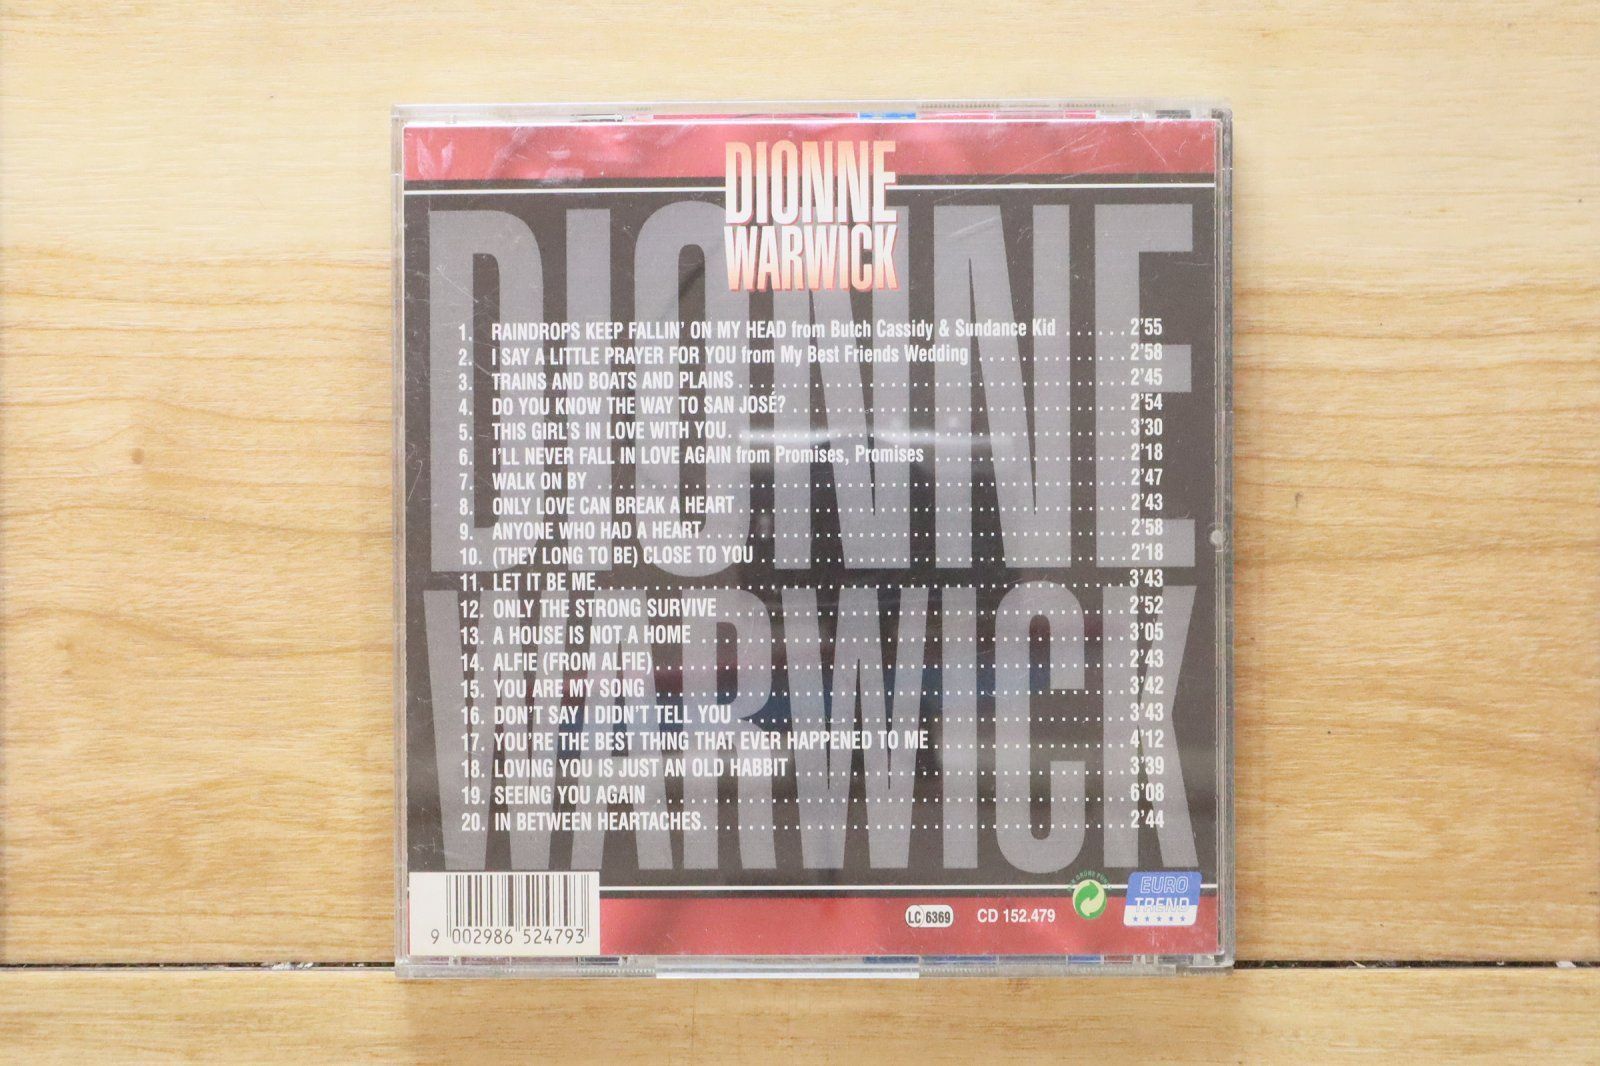 DIONNE
WARWICK
DIONNE
WARWICK
1. RAINDROPS KEEP FALLIN' ON MY HEAD from Butch Cassidy & Sundance Kid ...... 2'55
2. I SAY A LITTLE PRAYER FOR YOU from My Best Friends Wedding ............... 2'58
3. TRAINS AND BOATS AND PLAINS ........................................ 2'45
4. DO YOU KNOW THE WAY TO SAN JOSÉ? .................................. 2'54
5. THIS GIRL'S IN LOVE WITH YOU ........................................ 3'30
6. I'LL NEVER FALL IN LOVE AGAIN from Promises, Promises .................... 2'18
7. WALK ON BY ...................................................... 2'47
8. ONLY LOVE CAN BREAK A HEART ........................................ 2'43
9. ANYONE WHO HAD A HEART ........................................... 2'58
10. (THEY LONG TO BE) CLOSE TO YOU ...................................... 2'18
11. LET IT BE ME ..................................................... 3'43
12. ONLY THE STRONG SURVIVE .......................................... 2'52
13. A HOUSE IS NOT A HOME ............................................ 3'05
14. ALFIE (FROM ALFIE) ................................................ 2'43
15. YOU ARE MY SONG ................................................. 3'42
16. DON'T SAY I DIDN'T TELL YOU ........................................ 3'43
17. YOU'RE THE BEST THING THAT EVER HAPPENED TO ME .................... 4'12
18. LOVING YOU IS JUST AN OLD HABBIT .................................. 3'39
19. SEEING YOU AGAIN ................................................ 6'08
20. IN BETWEEN HEARTACHES ........................................... 2'44
9 002986 524793
LC 6369
CD 152.479
DER GRÜNE PUNKT
EURO
TREND